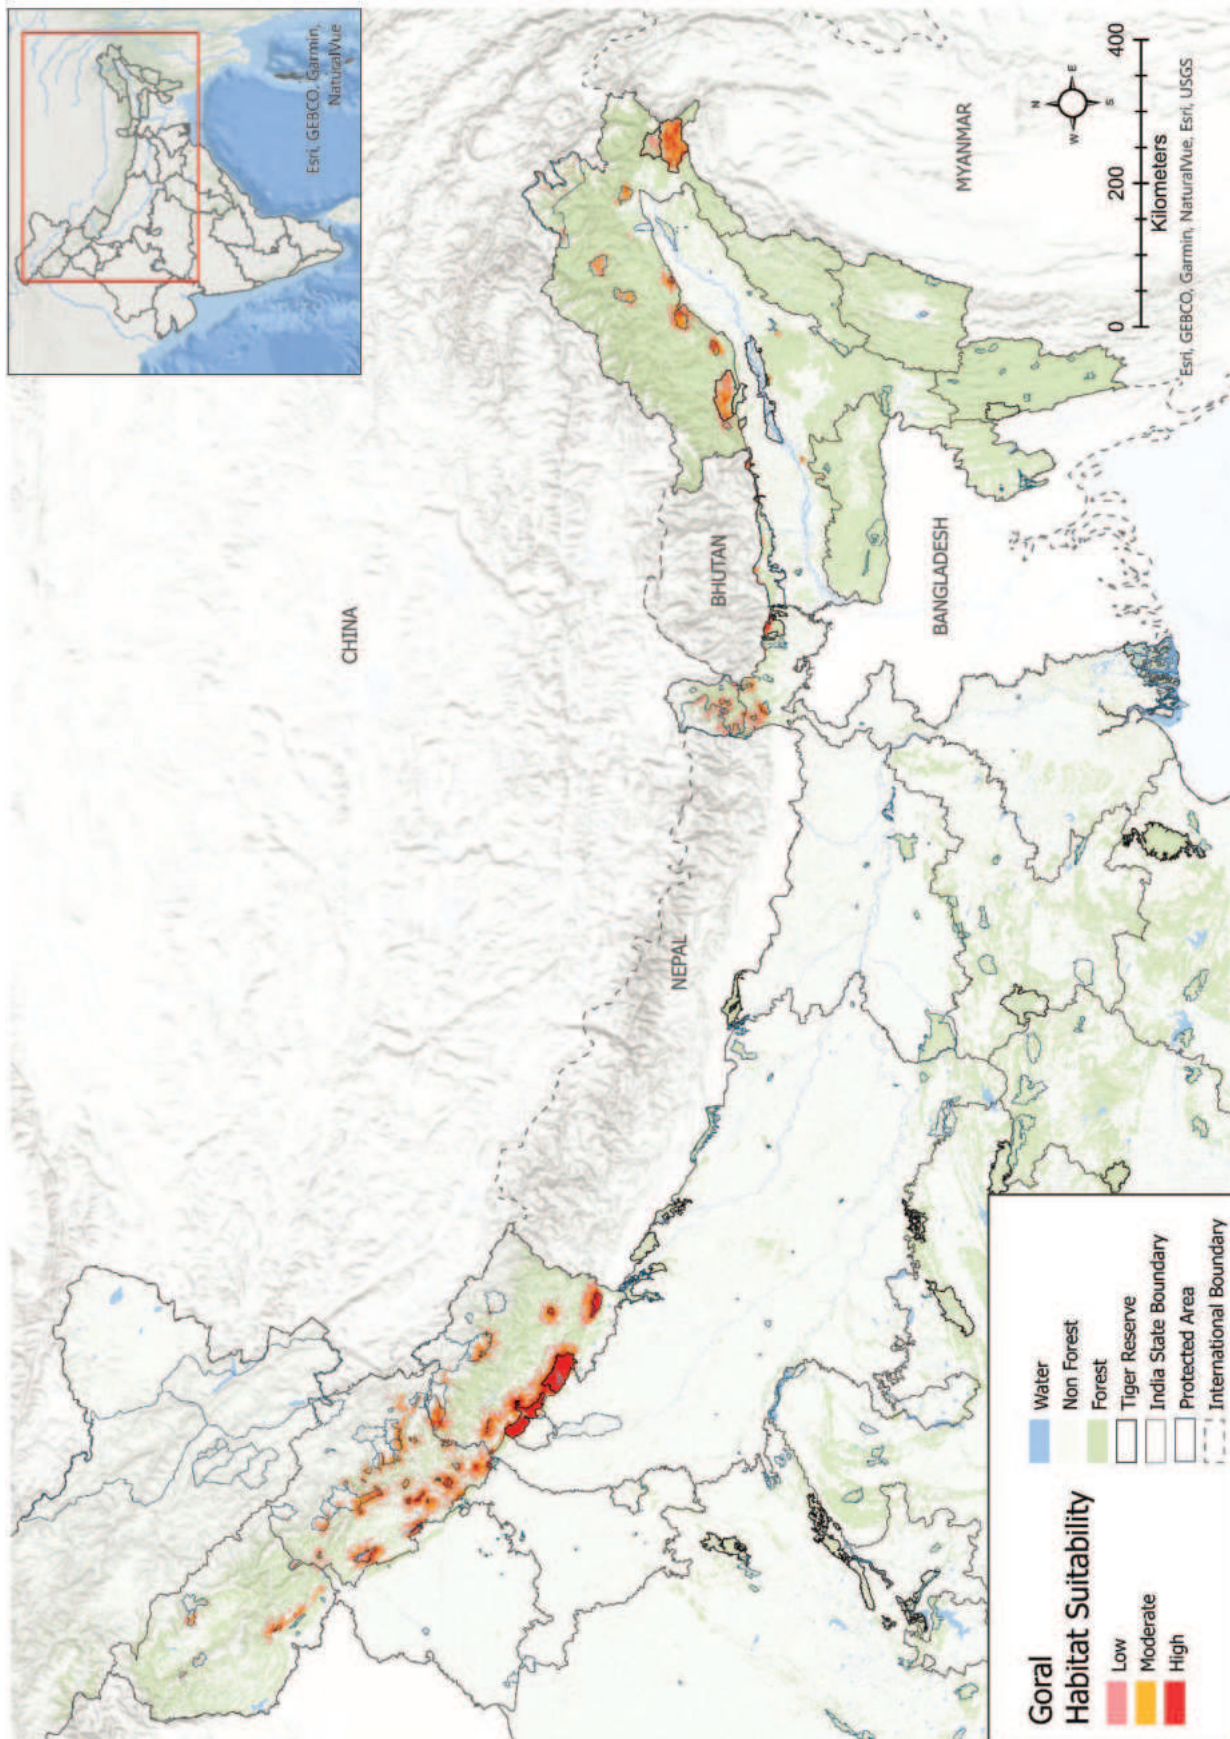 Esri, GEBCO, Garmin,
NaturalVue
CHINA
NEPAL
BHUTAN
BANGLADESH
MYANMAR
N
W
E
S
0
200
400
Kilometers
Esri, GEBCO, Garmin, NaturalVue, Esri, USGS
Goral
Habitat Suitability
Low
Moderate
High
Water
Non Forest
Forest
Tiger Reserve
India State Boundary
Protected Area
International Boundary